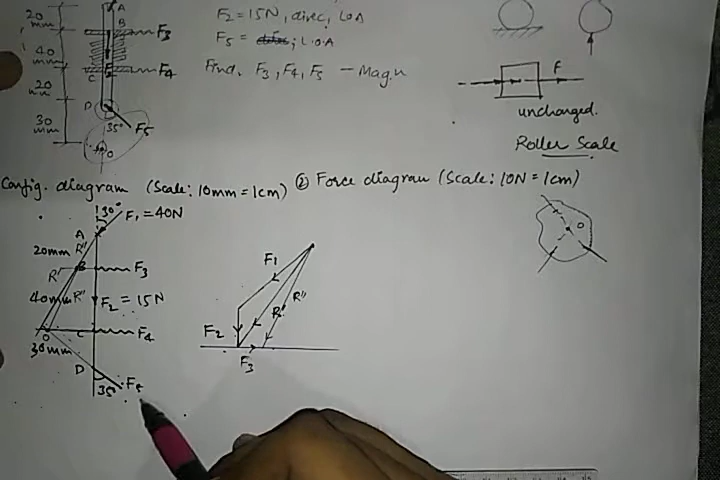 F2 = 15N, direc, LOA
F5 = ; L.O.A
Find, F3, F4, F5 - Magn
20 mm
40 mm
20 mm
30 mm
A
B
F3
C
F4
D
35°
F5
O
F
unchanged.
Roller Scale
Config. diagram (Scale: 10mm = 1cm)
② Force diagram (Scale: 10N = 1cm)
30°
F1 = 40N
A
20mm
R"
R'
B
F3
40mm
R"
F2 = 15N
O
C
F4
30mm
D
35°
F5
F1
R'
R"
F2
F3
O